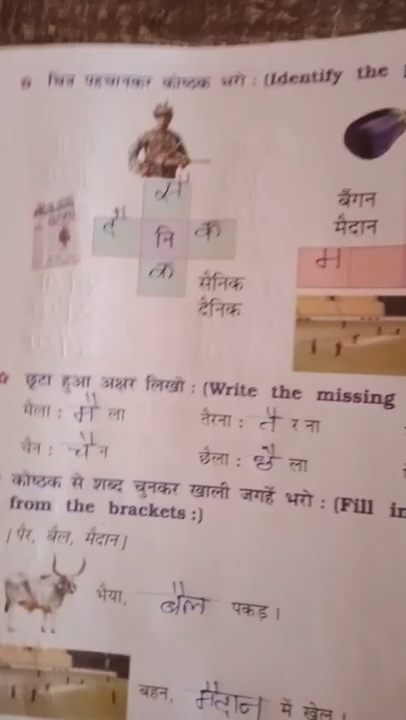 चित्र पहचानकर कोष्ठक भरो : (Identify the
सै
दै नि क
क
बैंगन
मैदान
म
सैनिक
दैनिक
छूटा हुआ अक्षर लिखो : (Write the missing
मैला : मै ला
तैरना : तै र ना
चैन : चै न
छैला : छै ला
कोष्ठक से शब्द चुनकर खाली जगहें भरो : (Fill in
from the brackets :)
[पैर, बैल, मैदान]
भैया, बैल पकड़ ।
बहन, मैदान में खेल ।